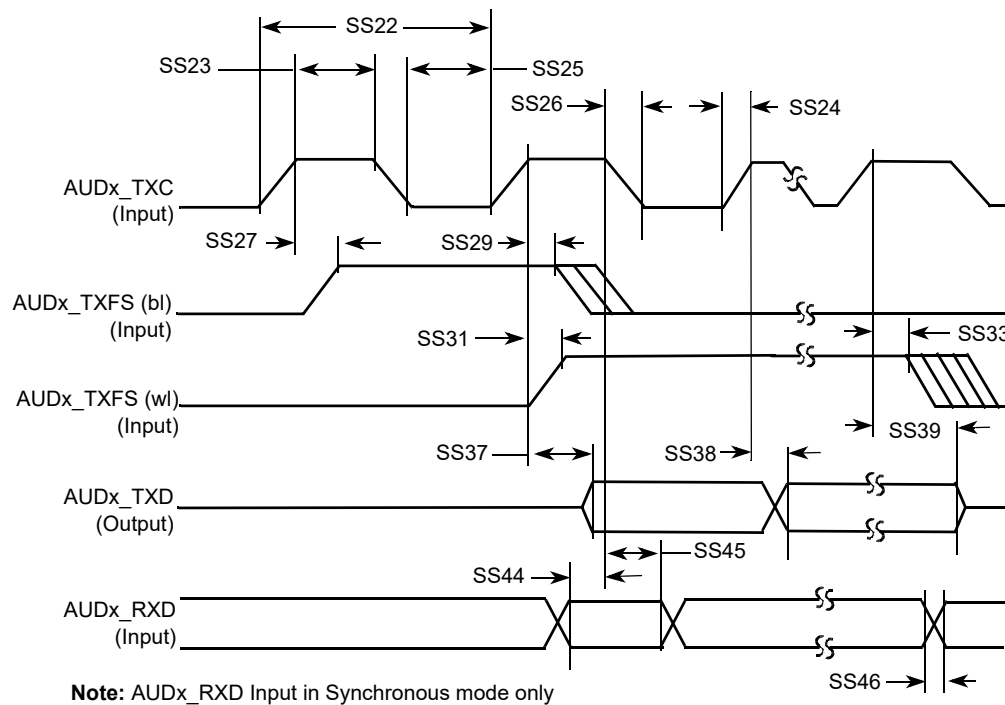 SS22
SS23
SS25
SS26
SS24
AUDx_TXC
(Input)
SS27
SS29
AUDx_TXFS (bl)
(Input)
SS31
SS33
AUDx_TXFS (wl)
(Input)
SS39
SS37
SS38
AUDx_TXD
(Output)
SS45
SS44
AUDx_RXD
(Input)
SS46
Note: AUDx_RXD Input in Synchronous mode only